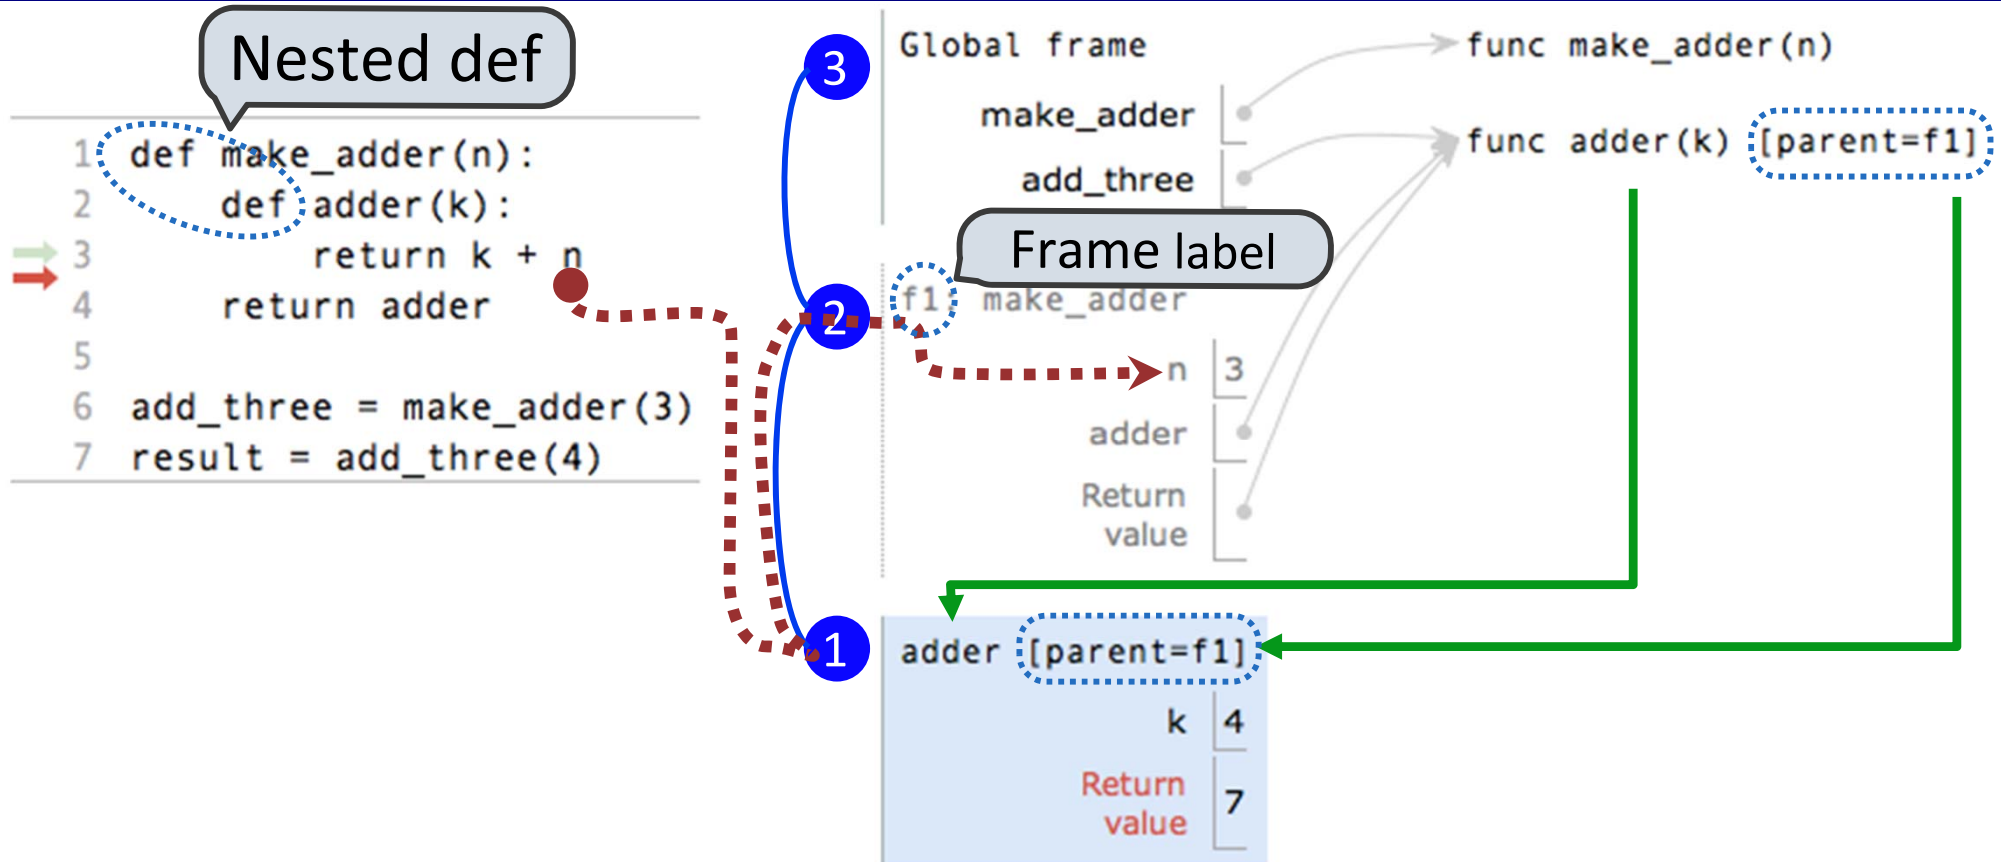 Nested def
1 def make_adder(n):
2 def adder(k):
3 return k + n
4 return adder
5
6 add_three = make_adder(3)
7 result = add_three(4)
3
Global frame
make_adder
add_three
func make_adder(n)
func adder(k) [parent=f1]
Frame label
2
f1: make_adder
n 3
adder
Return
value
1
adder [parent=f1]
k 4
Return
value 7